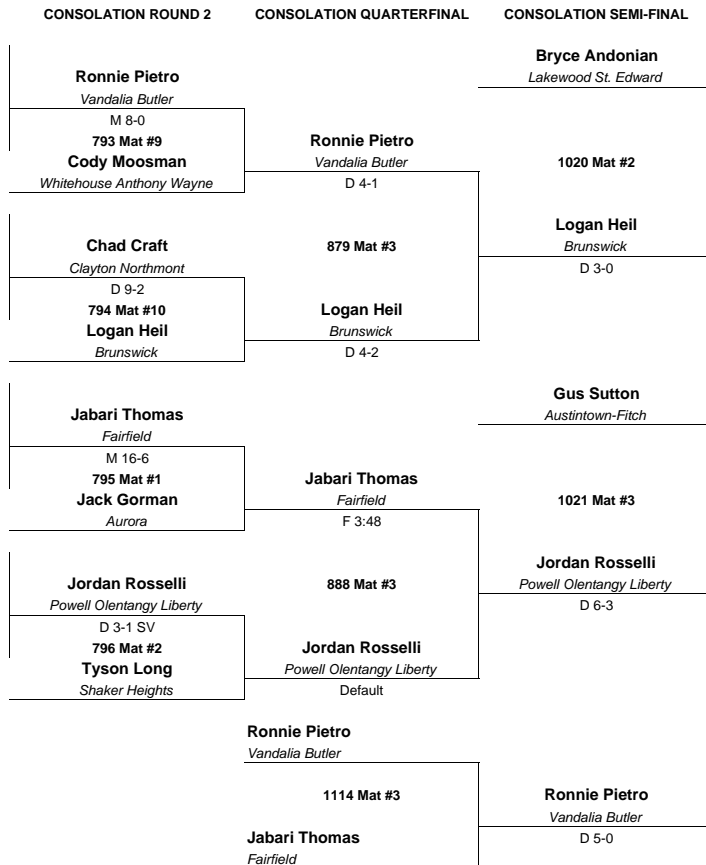 CONSOLATION ROUND 2 CONSOLATION QUARTERFINAL CONSOLATION SEMI-FINAL
Bryce Andonian
Lakewood St. Edward
Ronnie Pietro
Vandalia Butler
M 8-0
793 Mat #9
Cody Moosman
Whitehouse Anthony Wayne
Ronnie Pietro
Vandalia Butler
D 4-1
1020 Mat #2
Chad Craft
Clayton Northmont
D 9-2
794 Mat #10
Logan Heil
Brunswick
879 Mat #3
Logan Heil
Brunswick
D 4-2
Logan Heil
Brunswick
D 3-0
Gus Sutton
Austintown-Fitch
Jabari Thomas
Fairfield
M 16-6
795 Mat #1
Jack Gorman
Aurora
Jabari Thomas
Fairfield
F 3:48
1021 Mat #3
Jordan Rosselli
Powell Olentangy Liberty
D 3-1 SV
796 Mat #2
Tyson Long
Shaker Heights
888 Mat #3
Jordan Rosselli
Powell Olentangy Liberty
Default
Jordan Rosselli
Powell Olentangy Liberty
D 6-3
Ronnie Pietro
Vandalia Butler
1114 Mat #3
Jabari Thomas
Fairfield
Ronnie Pietro
Vandalia Butler
D 5-0